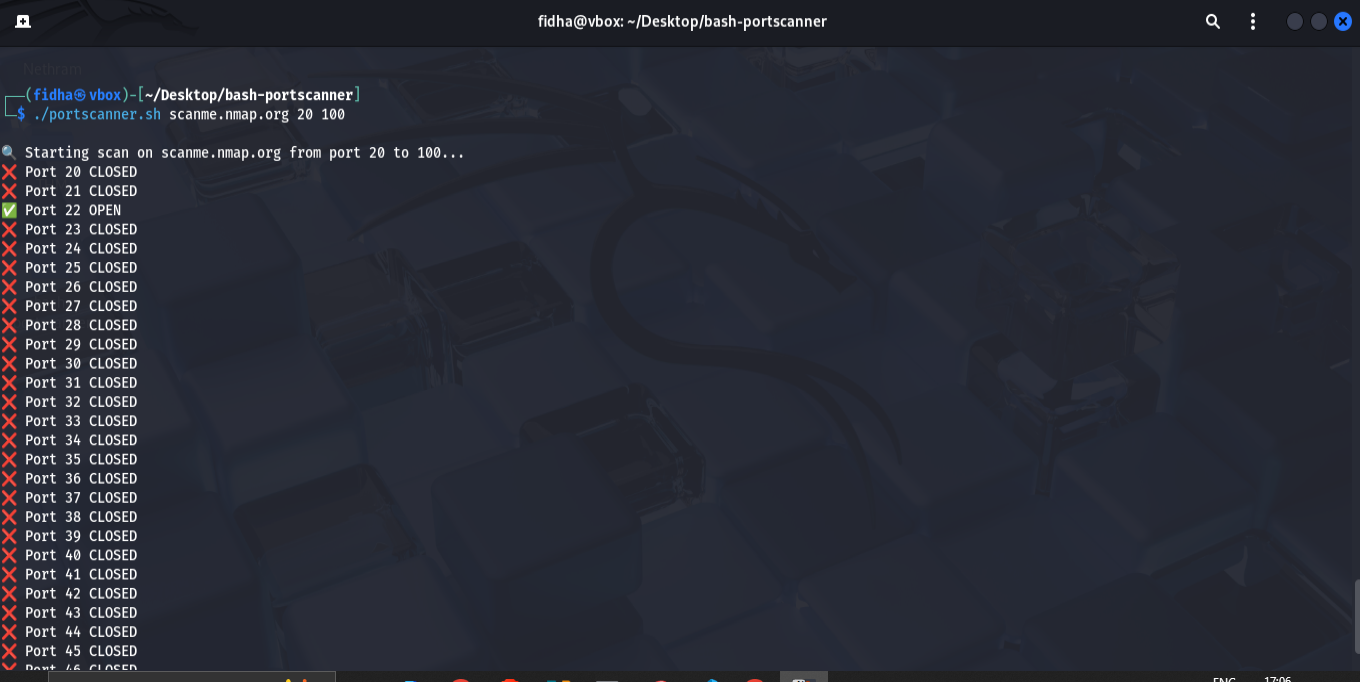 fidha@vbox: ~/Desktop/bash-portscanner
Nethram
┌──(fidha㉿vbox)-[~/Desktop/bash-portscanner]
└─$ ./portscanner.sh scanme.nmap.org 20 100
🔍 Starting scan on scanme.nmap.org from port 20 to 100...
❌ Port 20 CLOSED
❌ Port 21 CLOSED
✅ Port 22 OPEN
❌ Port 23 CLOSED
❌ Port 24 CLOSED
❌ Port 25 CLOSED
❌ Port 26 CLOSED
❌ Port 27 CLOSED
❌ Port 28 CLOSED
❌ Port 29 CLOSED
❌ Port 30 CLOSED
❌ Port 31 CLOSED
❌ Port 32 CLOSED
❌ Port 33 CLOSED
❌ Port 34 CLOSED
❌ Port 35 CLOSED
❌ Port 36 CLOSED
❌ Port 37 CLOSED
❌ Port 38 CLOSED
❌ Port 39 CLOSED
❌ Port 40 CLOSED
❌ Port 41 CLOSED
❌ Port 42 CLOSED
❌ Port 43 CLOSED
❌ Port 44 CLOSED
❌ Port 45 CLOSED
❌ Port 46 CLOSED
ENG 17:06